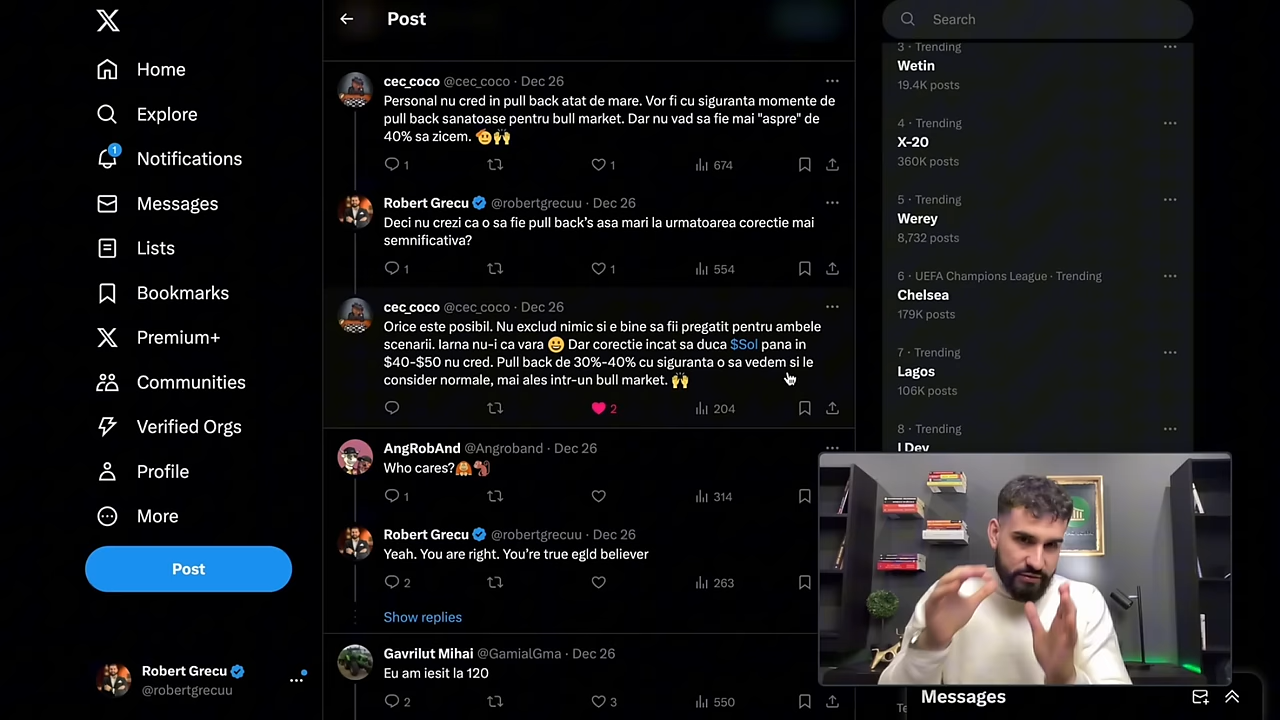 Home
Explore
1
Notifications
Messages
Lists
Bookmarks
Premium+
Communities
Verified Orgs
Profile
More
Post
Robert Grecu
@robertgrecuu
Post
cec_coco @cec_coco · Dec 26
Personal nu cred in pull back atat de mare. Vor fi cu siguranta momente de
pull back sanatoase pentru bull market. Dar nu vad sa fie mai "aspre" de
40% sa zicem. 🫡🙌
1 1 674
Robert Grecu @robertgrecuu · Dec 26
Deci nu crezi ca o sa fie pull back's asa mari la urmatoarea corectie mai
semnificativa?
1 1 554
cec_coco @cec_coco · Dec 26
Orice este posibil. Nu exclud nimic si e bine sa fii pregatit pentru ambele
scenarii. Iarna nu-i ca vara 😀 Dar corectie incat sa duca $Sol pana in
$40-$50 nu cred. Pull back de 30%-40% cu siguranta o sa vedem si le
consider normale, mai ales intr-un bull market. 🙌
2 204
AngRobAnd @Angroband · Dec 26
Who cares?
1 314
Robert Grecu @robertgrecuu · Dec 26
Yeah. You are right. You're true egld believer
2 263
Show replies
Gavrilut Mihai @GamialGma · Dec 26
Eu am iesit la 120
2 3 550
Search
3 · Trending
Wetin
19.4K posts
4 · Trending
X-20
360K posts
5 · Trending
Werey
8,732 posts
6 · UEFA Champions League · Trending
Chelsea
179K posts
7 · Trending
Lagos
106K posts
8 · Trending
I Dey
Messages